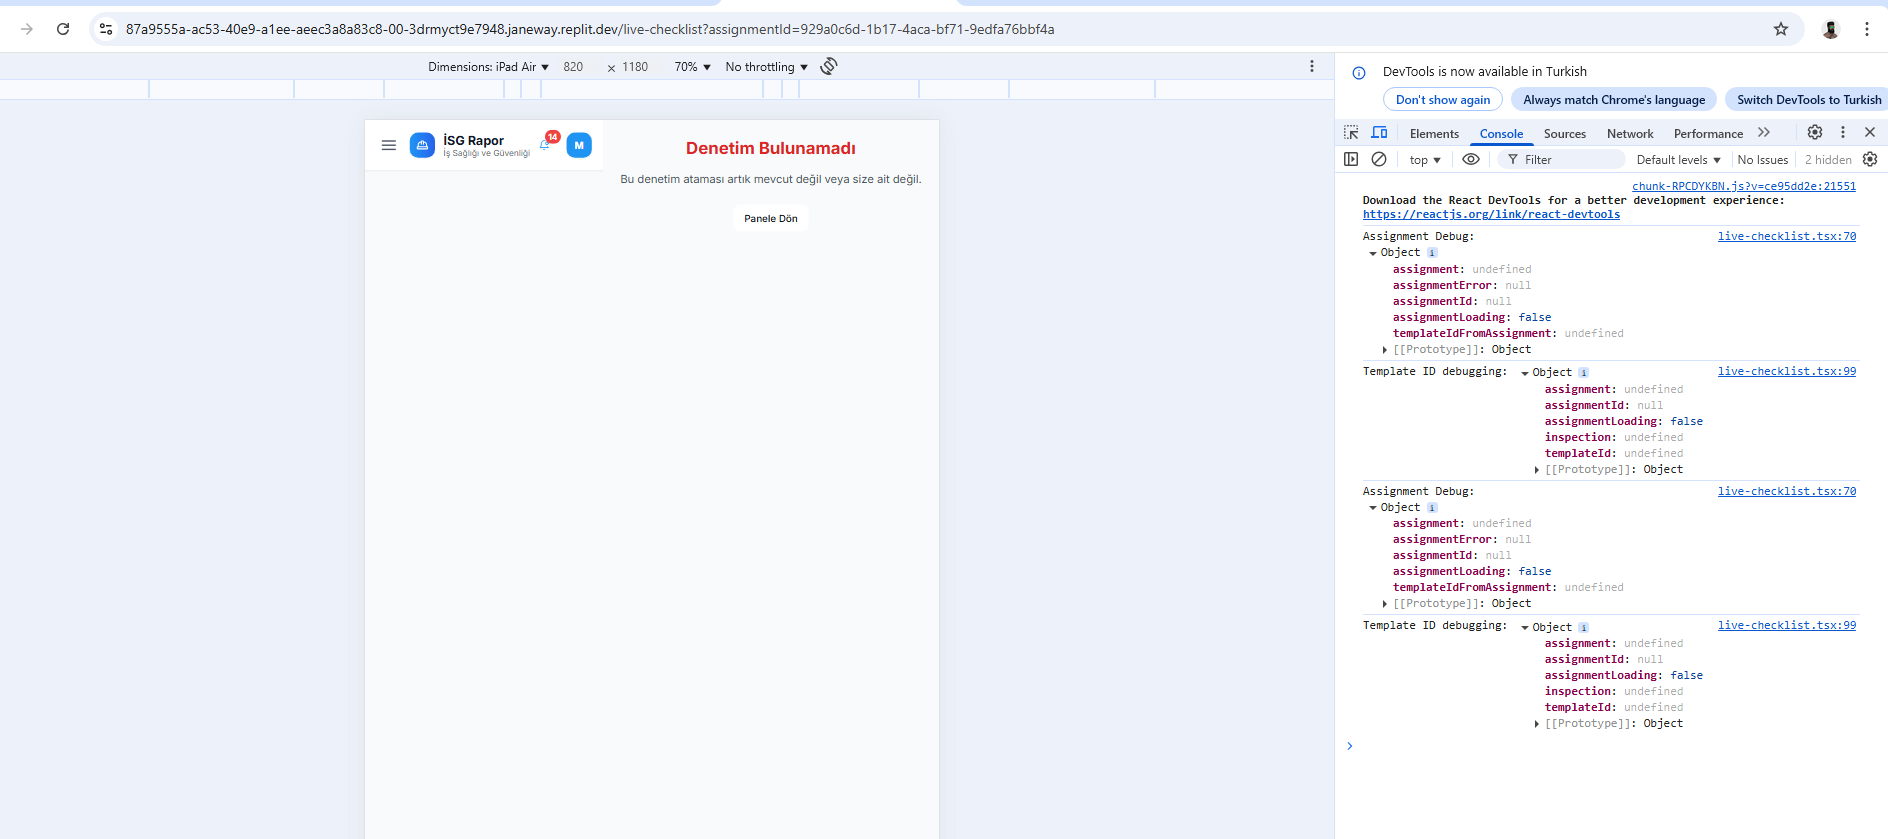 87a9555a-ac53-40e9-a1ee-aeec3a8a83c8-00-3drmyct9e7948.janeway.replit.dev/live-checklist?assignmentId=929a0c6d-1b17-4aca-bf71-9edfa76bbf4a
Dimensions: iPad Air ▼ 820 × 1180 70% ▼ No throttling ▼
İSG Rapor
İş Sağlığı ve Güvenliği
14
M
Denetim Bulunamadı
Bu denetim ataması artık mevcut değil veya size ait değil.
Panele Dön
DevTools is now available in Turkish
Don't show again Always match Chrome's language Switch DevTools to Turkish
Elements Console Sources Network Performance
top ▼ Filter Default levels ▼ No Issues 2 hidden
chunk-RPCDYKBN.js?v=ce95dd2e:21551
Download the React DevTools for a better development experience:
https://reactjs.org/link/react-devtools
Assignment Debug: live-checklist.tsx:70
Object i
assignment: undefined
assignmentError: null
assignmentId: null
assignmentLoading: false
templateIdFromAssignment: undefined
[[Prototype]]: Object
Template ID debugging: Object i live-checklist.tsx:99
assignment: undefined
assignmentId: null
assignmentLoading: false
inspection: undefined
templateId: undefined
[[Prototype]]: Object
Assignment Debug: live-checklist.tsx:70
Object i
assignment: undefined
assignmentError: null
assignmentId: null
assignmentLoading: false
templateIdFromAssignment: undefined
[[Prototype]]: Object
Template ID debugging: Object i live-checklist.tsx:99
assignment: undefined
assignmentId: null
assignmentLoading: false
inspection: undefined
templateId: undefined
[[Prototype]]: Object